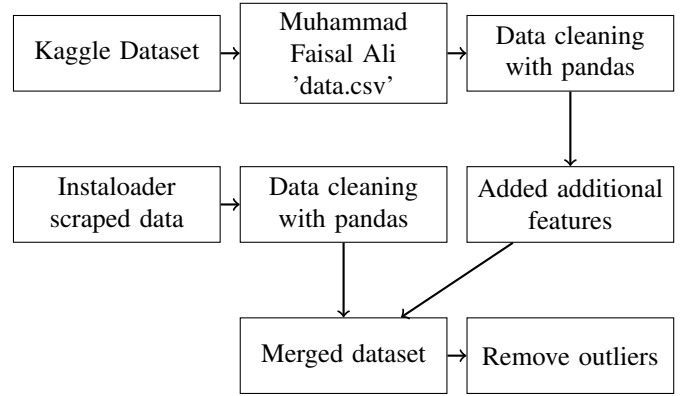 Kaggle Dataset
Muhammad
Faisal Ali
'data.csv'
Data cleaning
with pandas
Instaloader
scraped data
Data cleaning
with pandas
Added additional
features
Merged dataset
Remove outliers